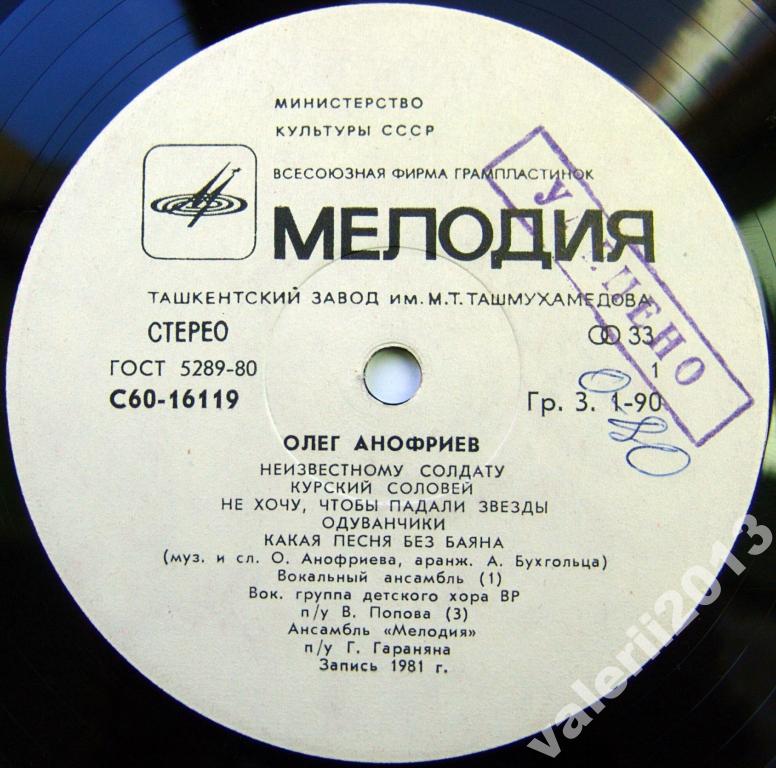 МИНИСТЕРСТВО
КУЛЬТУРЫ СССР
ВСЕСОЮЗНАЯ ФИРМА ГРАМПЛАСТИНОК
МЕЛОДИЯ
ТАШКЕНТСКИЙ ЗАВОД ИМ. М.Т. ТАШМУХАМЕДОВА
СТЕРЕО
33
ГОСТ 5289-80
1
С60-16119
Гр. 3. 1-90
УЦЕНЕНО
0-20
ОЛЕГ АНОФРИЕВ
НЕИЗВЕСТНОМУ СОЛДАТУ
КУРСКИЙ СОЛОВЕЙ
НЕ ХОЧУ, ЧТОБЫ ПАДАЛИ ЗВЕЗДЫ
ОДУВАНЧИКИ
КАКАЯ ПЕСНЯ БЕЗ БАЯНА
(муз. и сл. О. Анофриева, аранж. А. Бухгольца)
Вокальный ансамбль (1)
Вок. группа детского хора ВР
п/у В. Попова (3)
Ансамбль «Мелодия»
п/у Г. Гараняна
Запись 1981 г.
valerii2013